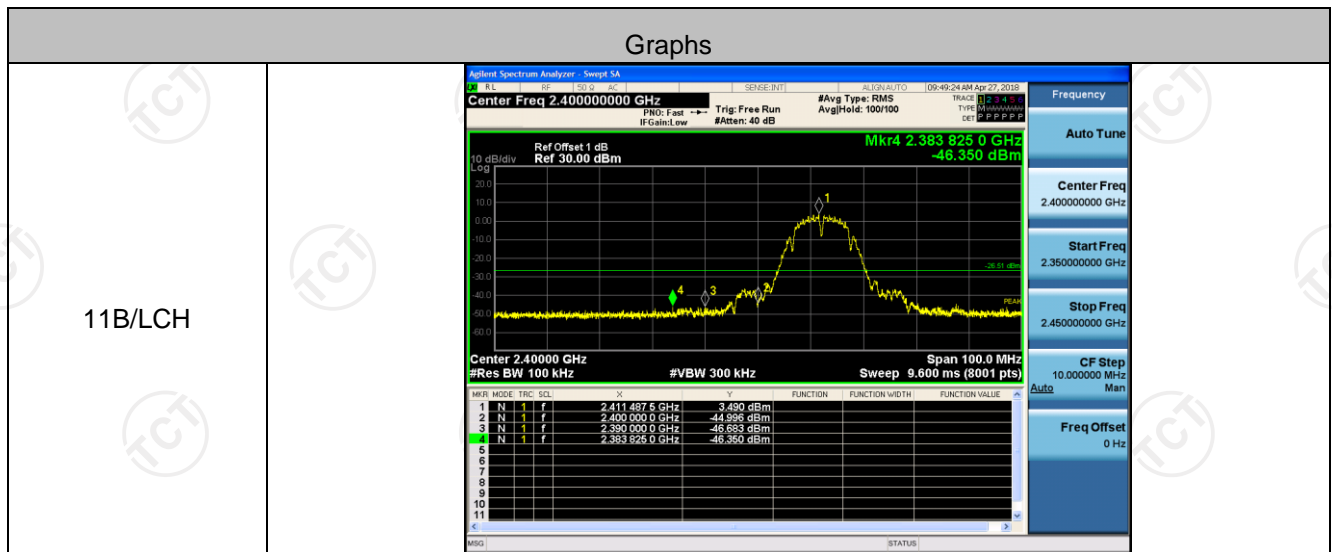 Graphs
11B/LCH
Agilent Spectrum Analyzer - Swept SA
RL RF 50 Ω AC SENSE:INT ALIGNAUTO 09:49:24 AM Apr 27, 2018
Center Freq 2.400000000 GHz
PNO: Fast
IFGain:Low
Trig: Free Run
#Atten: 40 dB
#Avg Type: RMS
Avg|Hold: 100/100
TRACE 1 2 3 4 5 6
TYPE
DET P P P P P P
Mkr4 2.383 825 0 GHz
-46.350 dBm
Ref Offset 1 dB
10 dB/div Ref 30.00 dBm
Log
20.0
10.0
0.00
-10.0
-20.0
-30.0
-40.0
-50.0
-60.0
1
2
3
4
-26.51 dBm
PEAK
Center 2.40000 GHz Span 100.0 MHz
#Res BW 100 kHz #VBW 300 kHz Sweep 9.600 ms (8001 pts)
MKR MODE TRC SCL X Y FUNCTION FUNCTION WIDTH FUNCTION VALUE
1 N 1 f 2.411 487 5 GHz 3.490 dBm
2 N 1 f 2.400 000 0 GHz -44.996 dBm
3 N 1 f 2.390 000 0 GHz -46.683 dBm
4 N 1 f 2.383 825 0 GHz -46.350 dBm
5
6
7
8
9
10
11
MSG STATUS
Frequency
Auto Tune
Center Freq
2.400000000 GHz
Start Freq
2.350000000 GHz
Stop Freq
2.450000000 GHz
CF Step
10.000000 MHz
Auto Man
Freq Offset
0 Hz
TCT
TCT
TCT
TCT
TCT
TCT